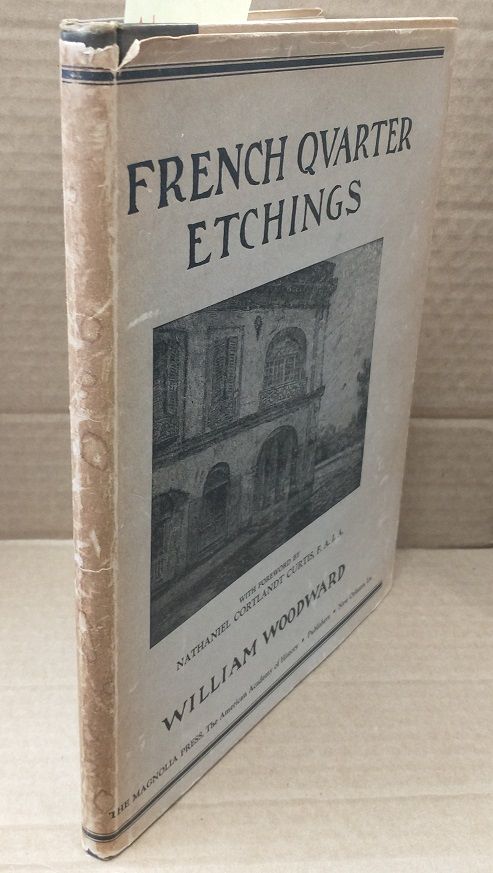 FRENCH QVARTER
ETCHINGS
WITH FOREWORD BY
NATHANIEL CORTLANDT CURTIS, F. A. I. A.
WILLIAM WOODWARD
THE MAGNOLIA PRESS, The American Academy of History • Publishers • New Orleans, La.